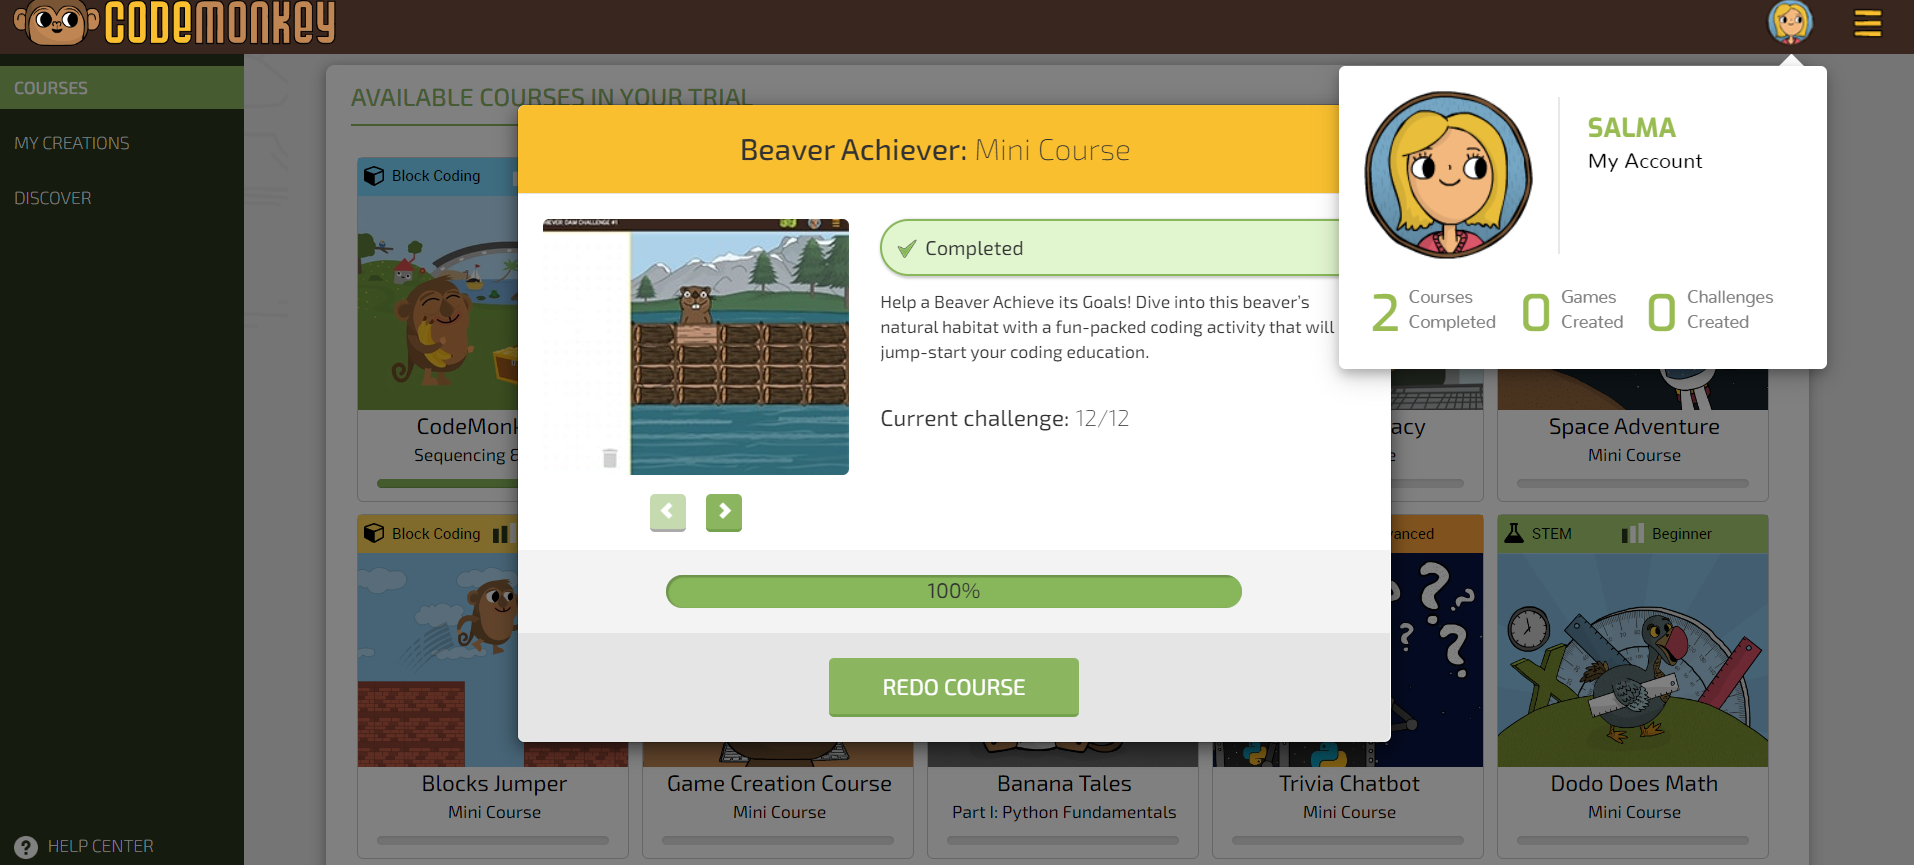 CODEMONKEY
COURSES
MY CREATIONS
DISCOVER
HELP CENTER
AVAILABLE COURSES IN YOUR TRIAL
Block Coding
CodeMonk
Sequencing &
Beaver Achiever: Mini Course
Completed
Help a Beaver Achieve its Goals! Dive into this beaver's
natural habitat with a fun-packed coding activity that will
jump-start your coding education.
Current challenge: 12/12
100%
REDO COURSE
SALMA
My Account
2 Courses Completed
0 Games Created
0 Challenges Created
acy
Space Adventure
Mini Course
Block Coding
Blocks Jumper
Mini Course
Game Creation Course
Mini Course
Banana Tales
Part I: Python Fundamentals
anced
Trivia Chatbot
Mini Course
STEM
Beginner
Dodo Does Math
Mini Course